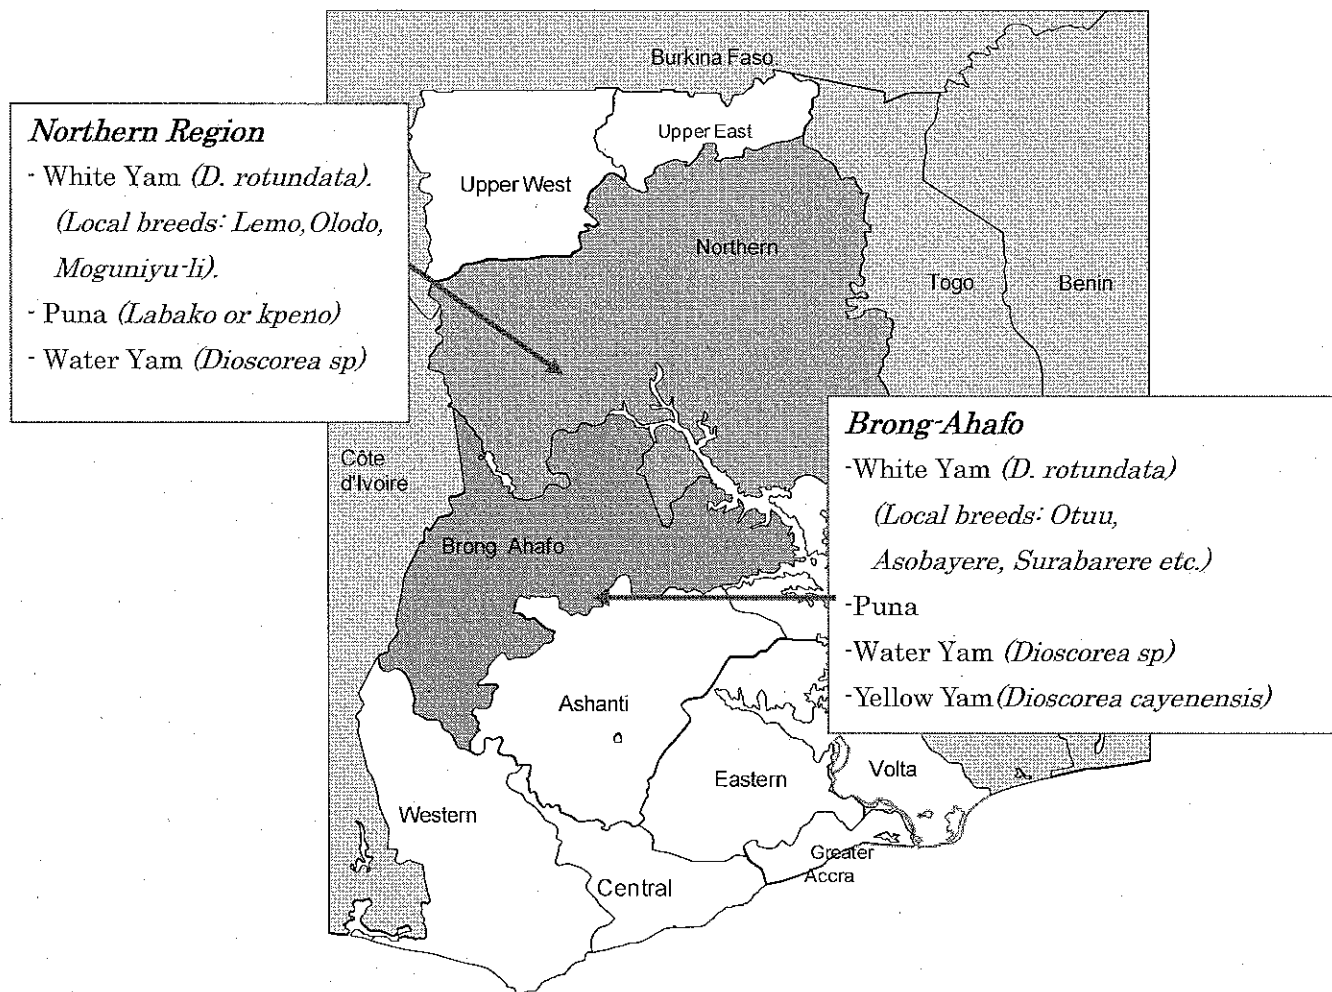 Burkina Faso
Northern Region
- White Yam (D. rotundata).
(Local breeds: Lemo, Olodo,
Moguniyu-li).
- Puna (Labako or kpeno)
- Water Yam (Dioscorea sp)
Upper East
Upper West
Northern
Togo
Benin
Côte
d'Ivoire
Brong-Ahafo
-White Yam (D. rotundata)
(Local breeds: Otuu,
Asobayere, Surabarere etc.)
-Puna
-Water Yam (Dioscorea sp)
-Yellow Yam (Dioscorea cayenensis)
Brong Ahafo
Ashanti
Eastern
Volta
Western
Greater
Accra
Central